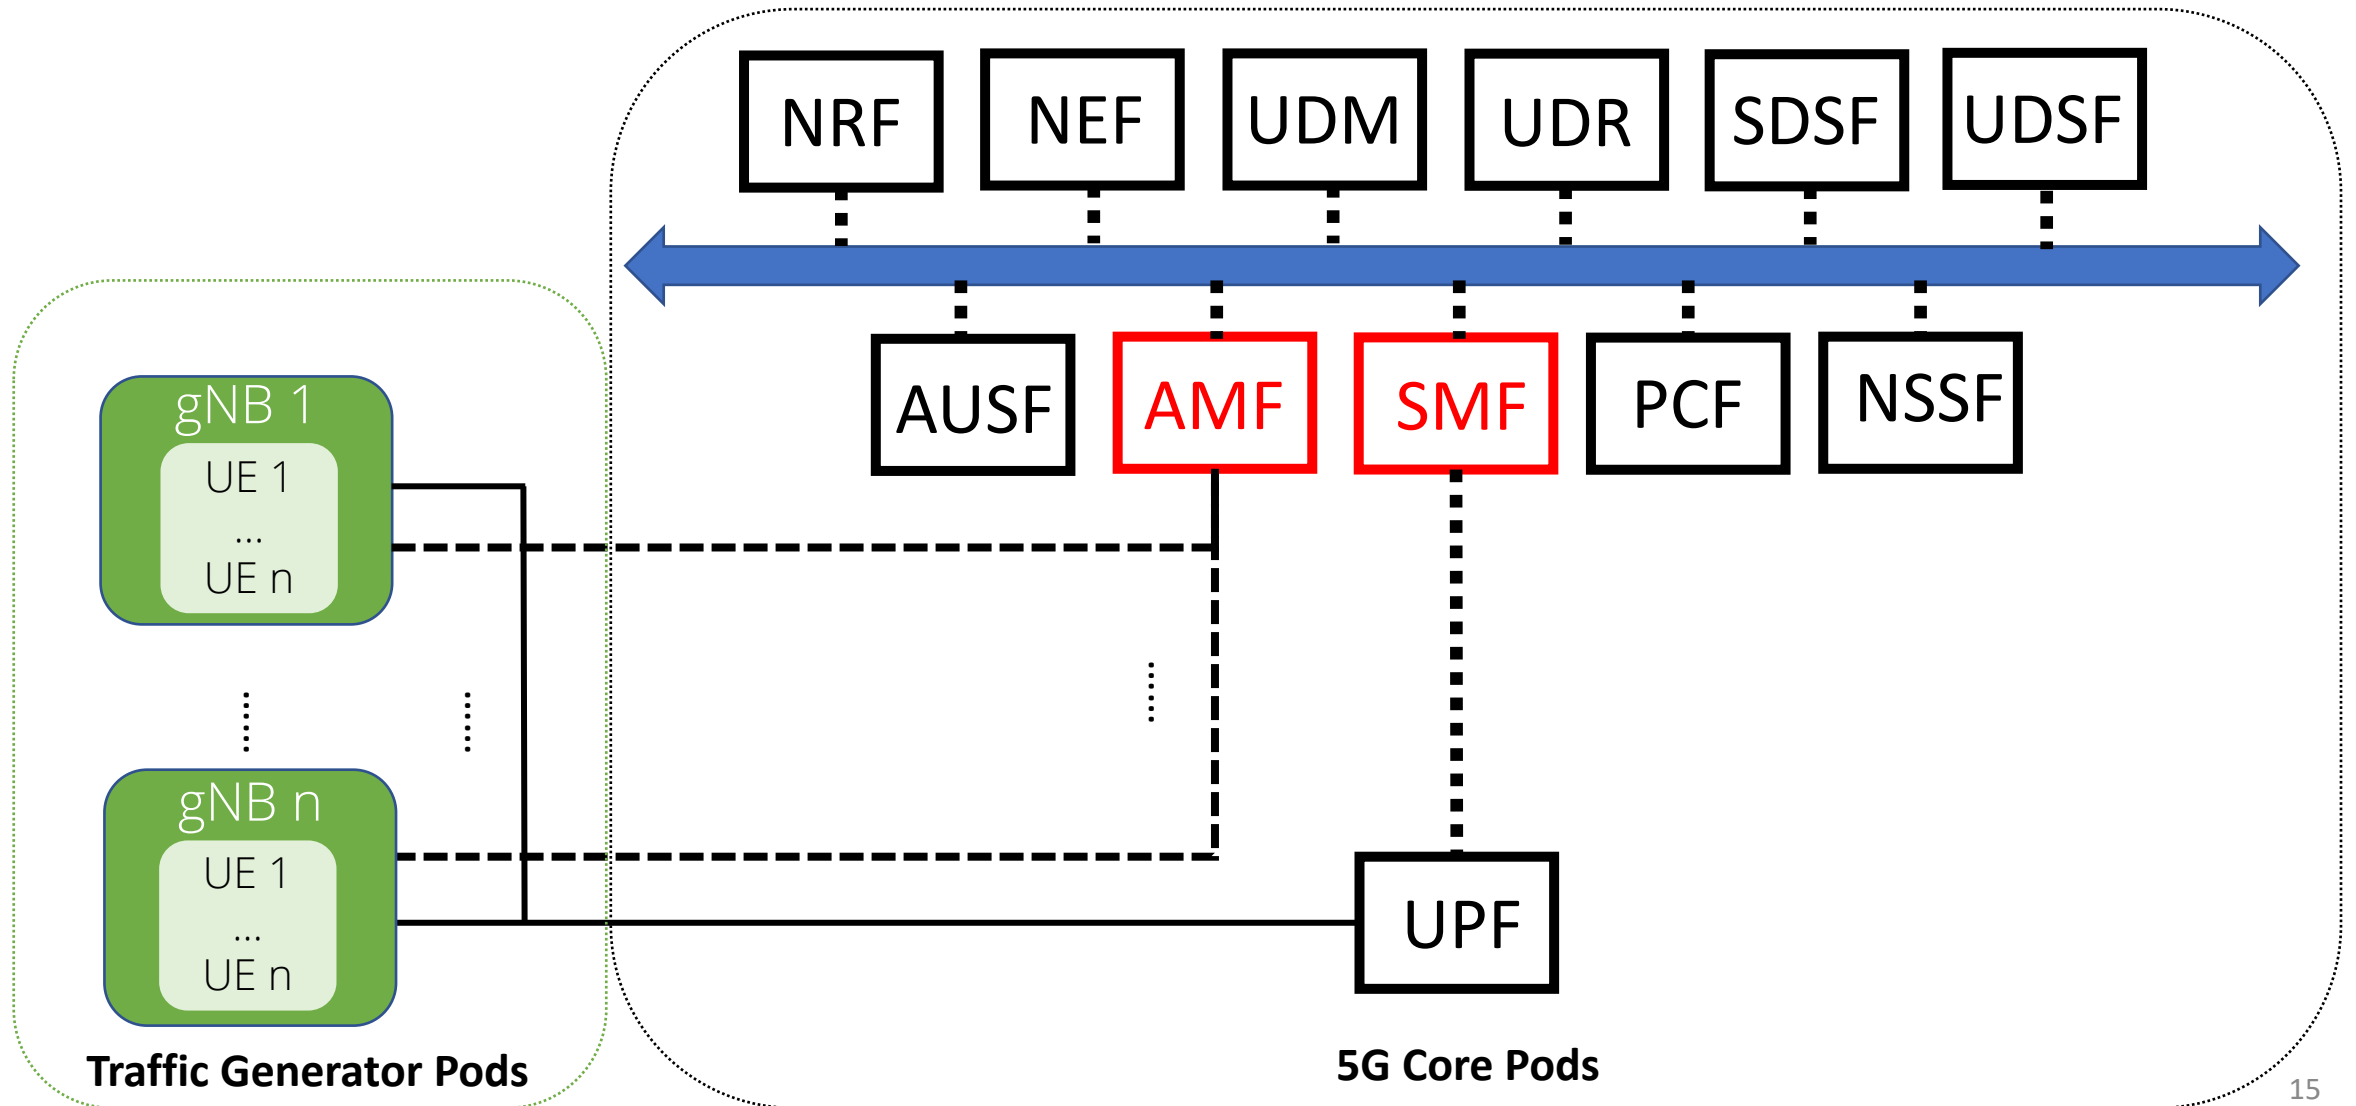 NRF
NEF
UDM
UDR
SDSF
UDSF
AUSF
AMF
SMF
PCF
NSSF
gNB 1
UE 1
...
UE n
gNB n
UE 1
...
UE n
UPF
Traffic Generator Pods
5G Core Pods
15